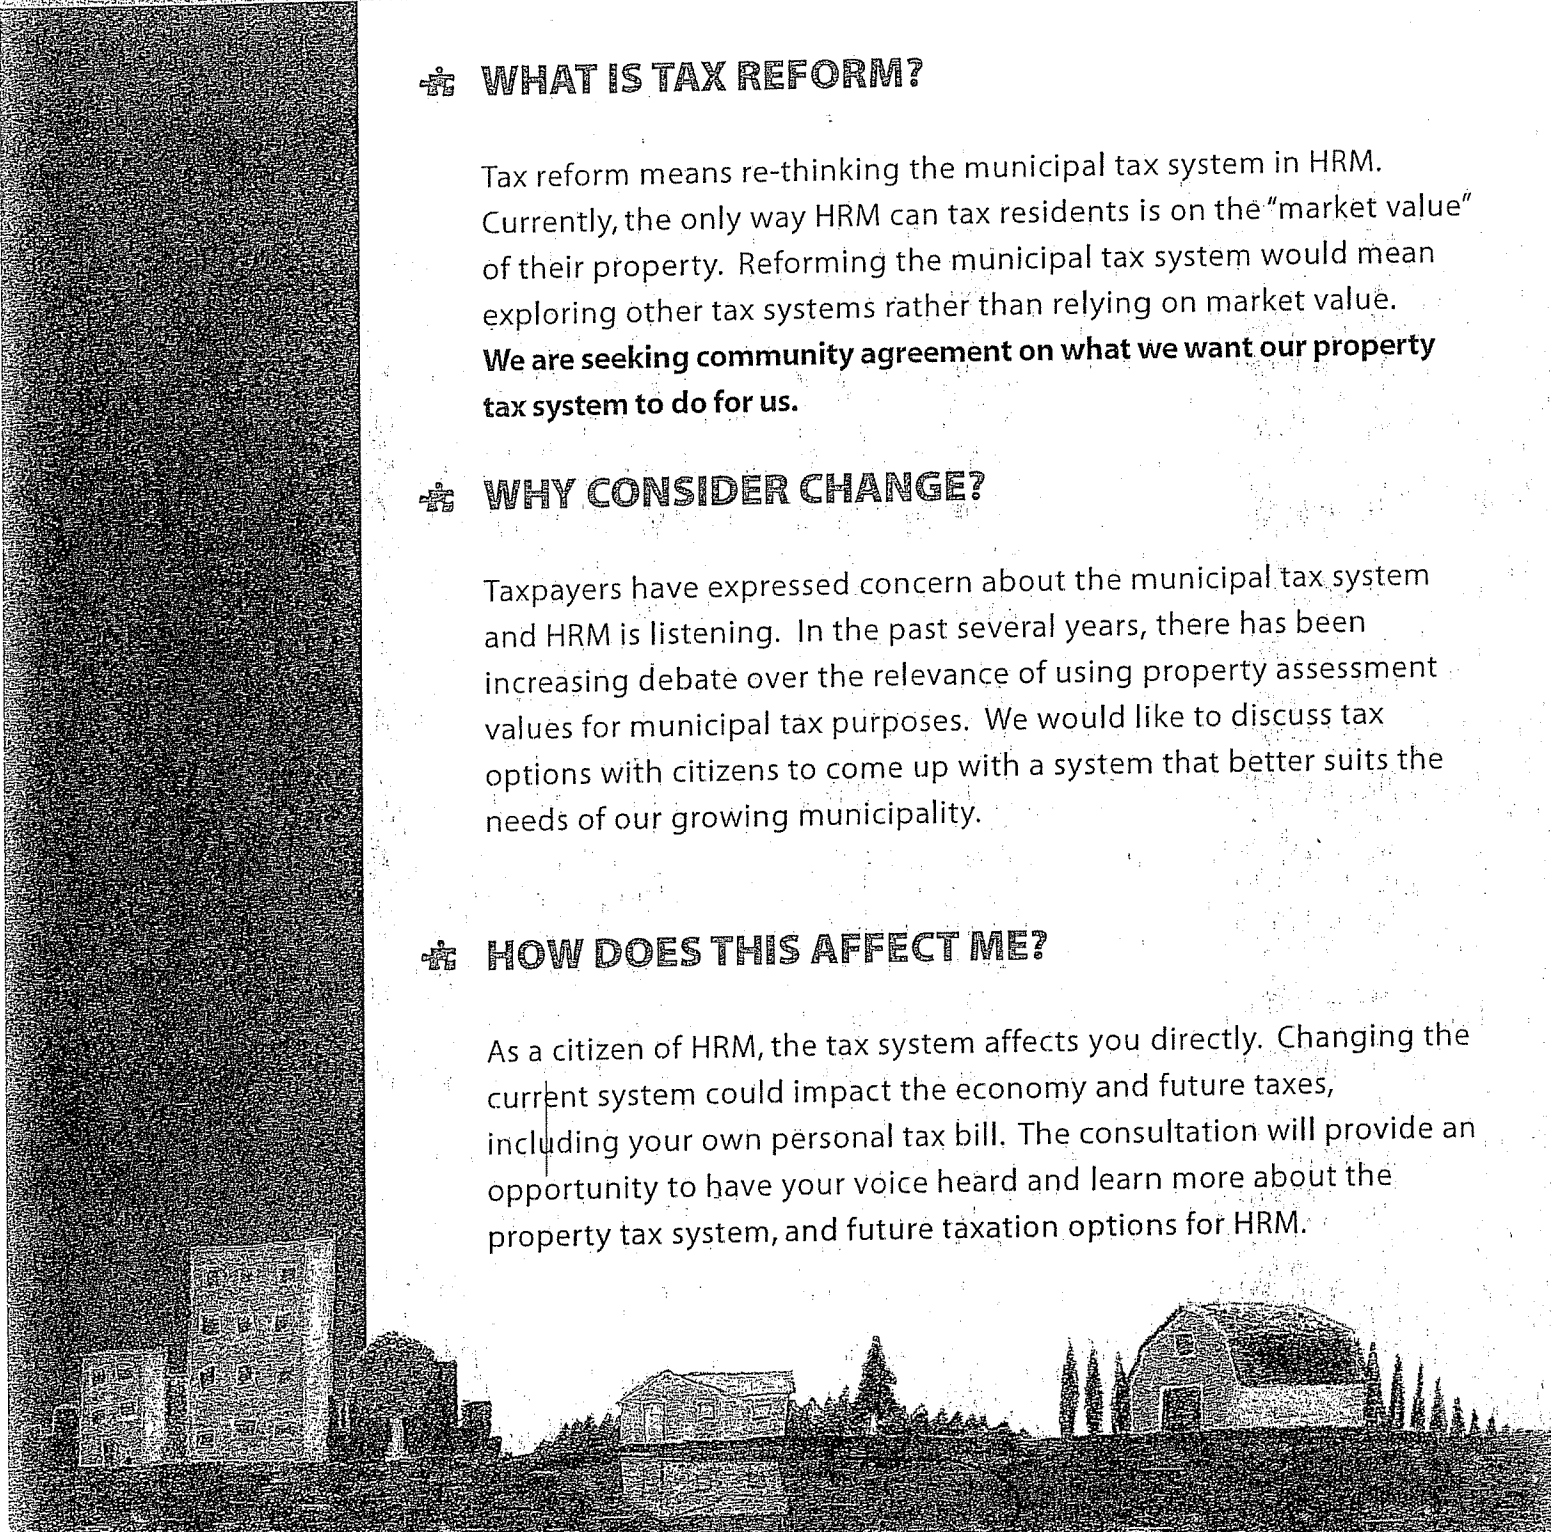 WHAT IS TAX REFORM?
Tax reform means re-thinking the municipal tax system in HRM.
Currently, the only way HRM can tax residents is on the "market value"
of their property. Reforming the municipal tax system would mean
exploring other tax systems rather than relying on market value.
We are seeking community agreement on what we want our property
tax system to do for us.
WHY CONSIDER CHANGE?
Taxpayers have expressed concern about the municipal tax system
and HRM is listening. In the past several years, there has been
increasing debate over the relevance of using property assessment
values for municipal tax purposes. We would like to discuss tax
options with citizens to come up with a system that better suits the
needs of our growing municipality.
HOW DOES THIS AFFECT ME?
As a citizen of HRM, the tax system affects you directly. Changing the
current system could impact the economy and future taxes,
including your own personal tax bill. The consultation will provide an
opportunity to have your voice heard and learn more about the
property tax system, and future taxation options for HRM.